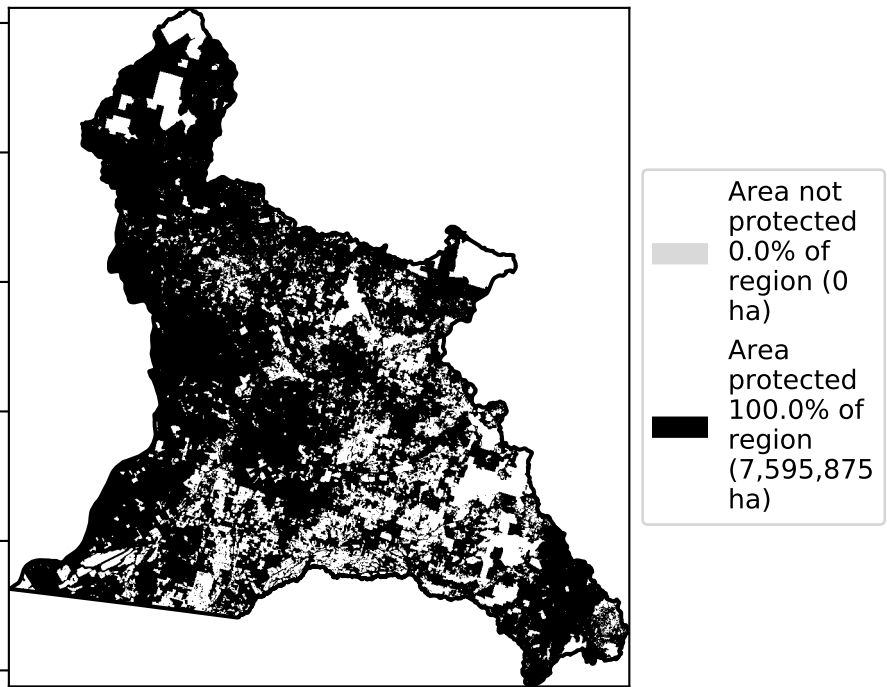 Area not
protected
0.0% of
region (0
ha)
Area
protected
100.0% of
region
(7,595,875
ha)